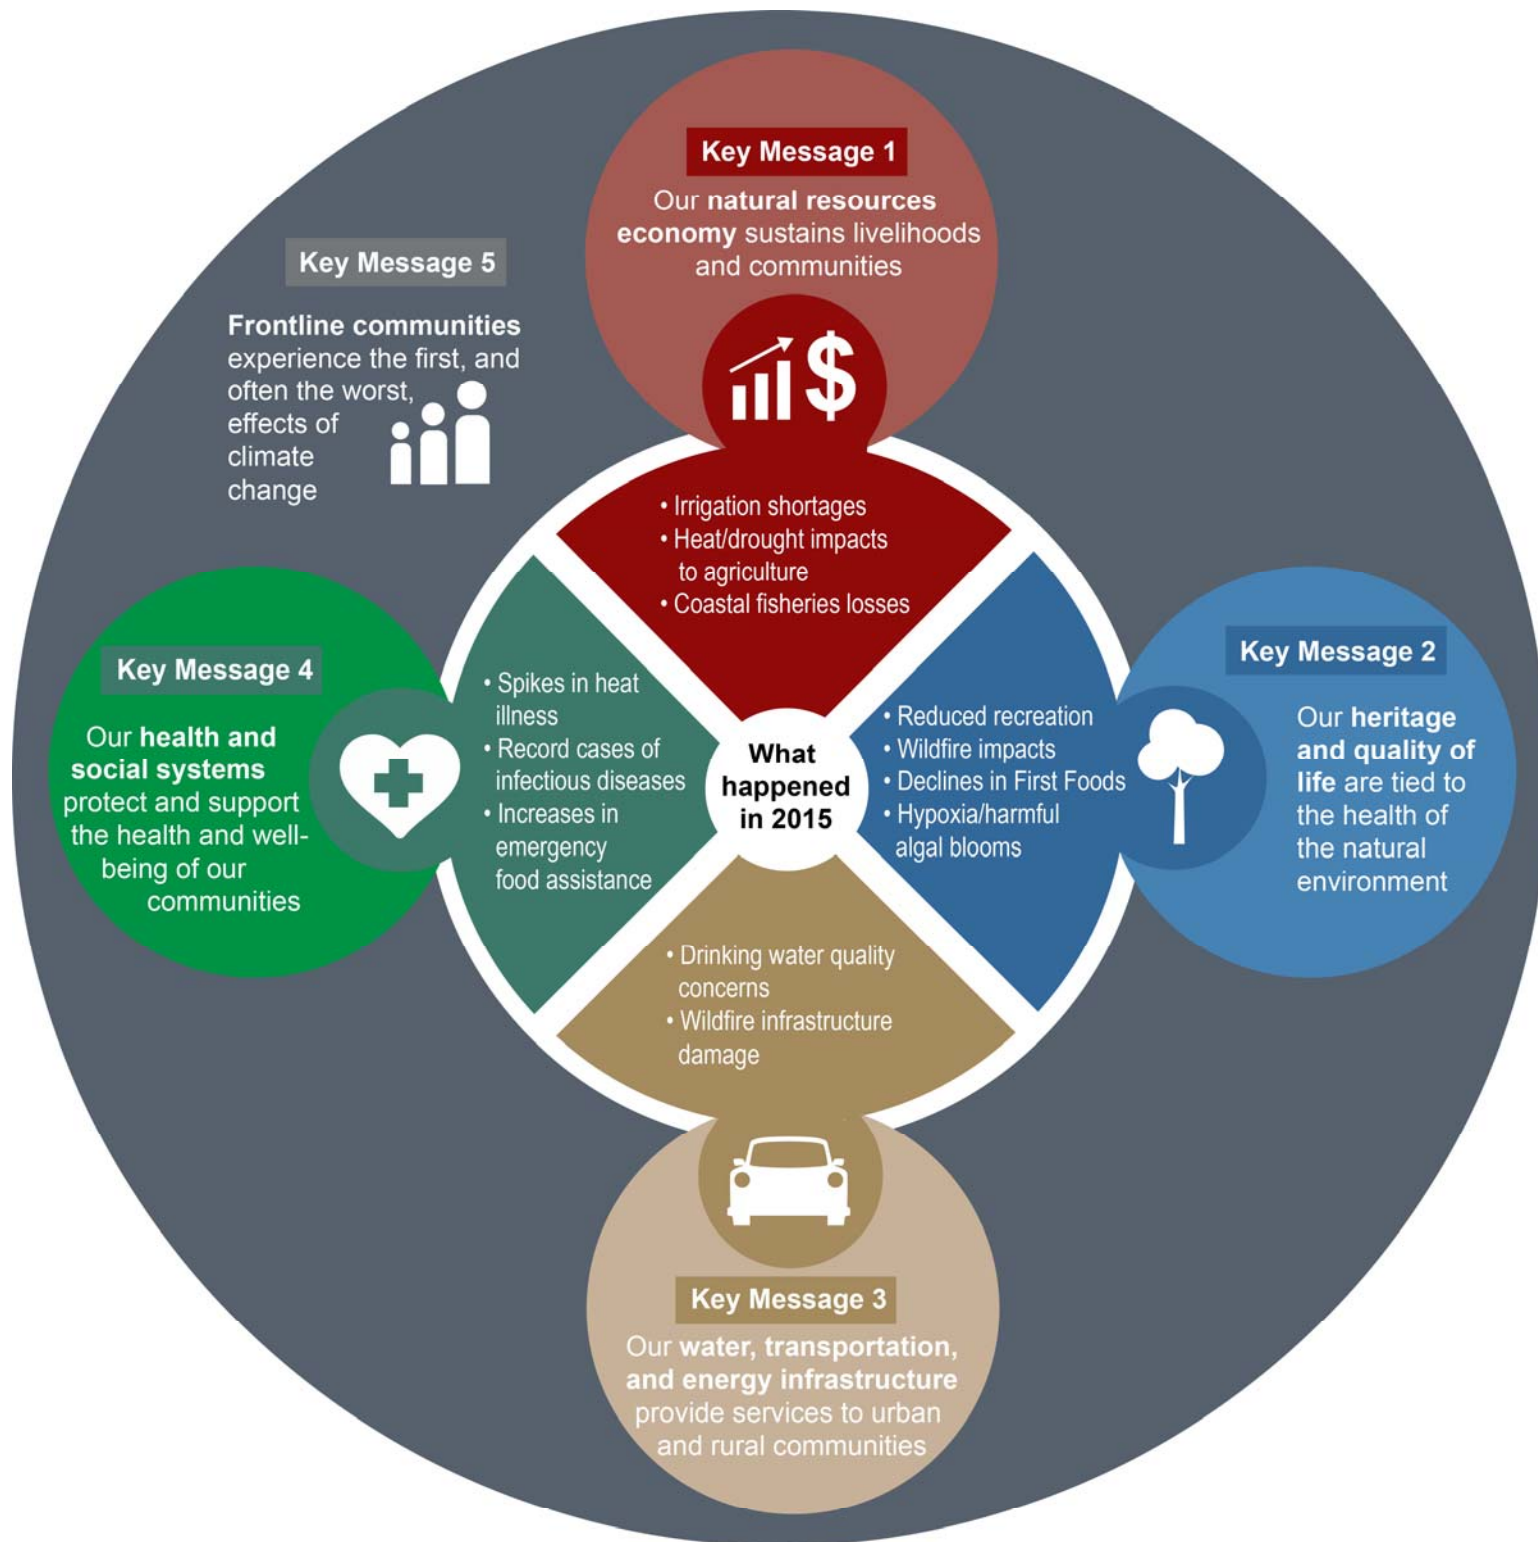 Key Message 1
Our natural resources
economy sustains livelihoods
and communities
$
Key Message 5
Frontline communities
experience the first, and
often the worst,
effects of
climate
change
• Irrigation shortages
• Heat/drought impacts
to agriculture
• Coastal fisheries losses
Key Message 4
Our health and
social systems
protect and support
the health and well-
being of our
communities
• Spikes in heat
illness
• Record cases of
infectious diseases
• Increases in
emergency
food assistance
What
happened
in 2015
• Reduced recreation
• Wildfire impacts
• Declines in First Foods
• Hypoxia/harmful
algal blooms
Key Message 2
Our heritage
and quality of
life are tied to
the health of
the natural
environment
• Drinking water quality
concerns
• Wildfire infrastructure
damage
Key Message 3
Our water, transportation,
and energy infrastructure
provide services to urban
and rural communities